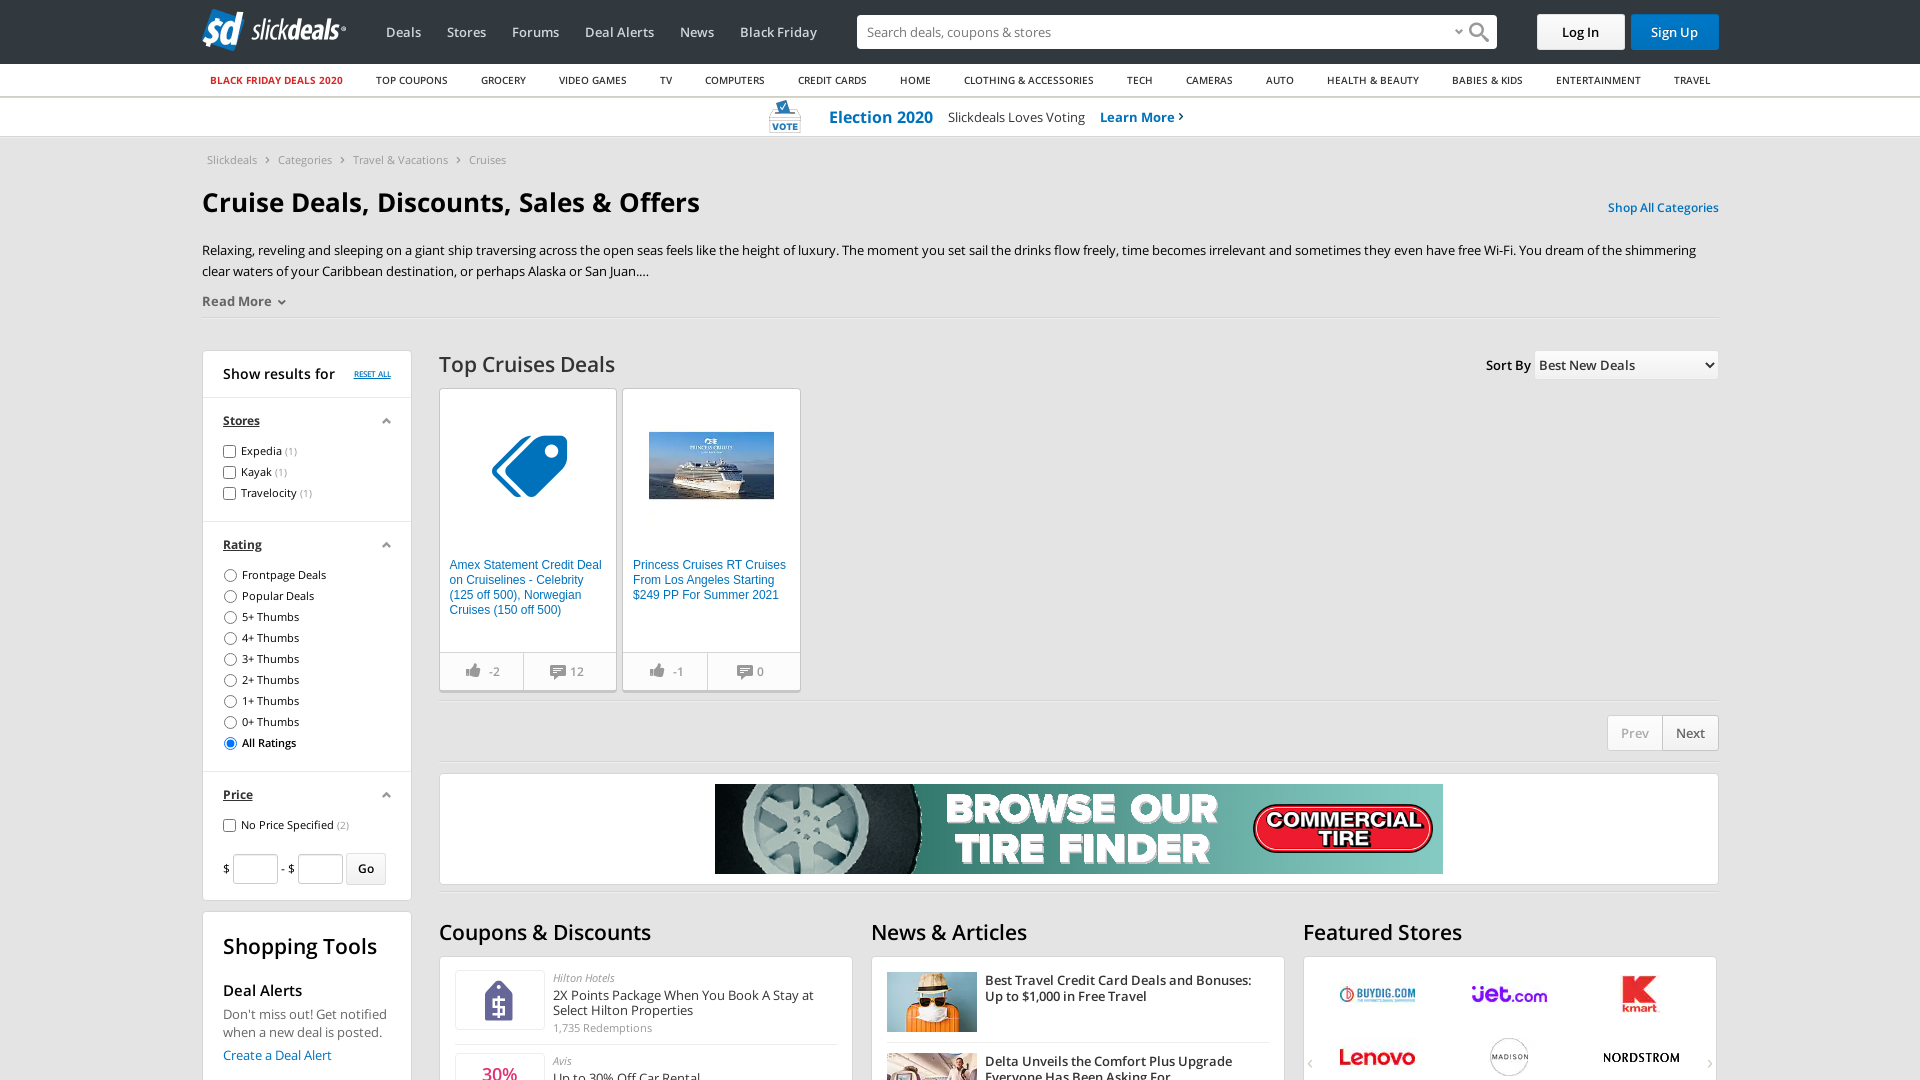 sd slickdeals
Deals
Stores
Forums
Deal Alerts
News
Black Friday
Search deals, coupons & stores
Log In
Sign Up
BLACK FRIDAY DEALS 2020
TOP COUPONS
GROCERY
VIDEO GAMES
TV
COMPUTERS
CREDIT CARDS
HOME
CLOTHING & ACCESSORIES
TECH
CAMERAS
AUTO
HEALTH & BEAUTY
BABIES & KIDS
ENTERTAINMENT
TRAVEL
VOTE
Election 2020 Slickdeals Loves Voting Learn More
Slickdeals > Categories > Travel & Vacations > Cruises
Cruise Deals, Discounts, Sales & Offers
Shop All Categories
Relaxing, reveling and sleeping on a giant ship traversing across the open seas feels like the height of luxury. The moment you set sail the drinks flow freely, time becomes irrelevant and sometimes they even have free Wi-Fi. You dream of the shimmering
clear waters of your Caribbean destination, or perhaps Alaska or San Juan....
Read More
Show results for
RESET ALL
Stores
Expedia (1)
Kayak (1)
Travelocity (1)
Rating
Frontpage Deals
Popular Deals
5+ Thumbs
4+ Thumbs
3+ Thumbs
2+ Thumbs
1+ Thumbs
0+ Thumbs
All Ratings
Price
No Price Specified (2)
$ - $ Go
Shopping Tools
Deal Alerts
Don't miss out! Get notified
when a new deal is posted.
Create a Deal Alert
Top Cruises Deals
Sort By Best New Deals
Amex Statement Credit Deal
on Cruiselines - Celebrity
(125 off 500), Norwegian
Cruises (150 off 500)
-2
12
PRINCESS CRUISES
Princess Cruises RT Cruises
From Los Angeles Starting
$249 PP For Summer 2021
-1
0
Prev
Next
BROWSE OUR
TIRE FINDER
COMMERCIAL
TIRE
Coupons & Discounts
Hilton Hotels
2X Points Package When You Book A Stay at
Select Hilton Properties
1,735 Redemptions
30%
Avis
Up to 30% Off Car Rental
News & Articles
Best Travel Credit Card Deals and Bonuses:
Up to $1,000 in Free Travel
Delta Unveils the Comfort Plus Upgrade
Everyone Has Been Asking For
Featured Stores
BUYDIG.COM
Jet.com
K
kmart
Lenovo
MADISON
NORDSTROM